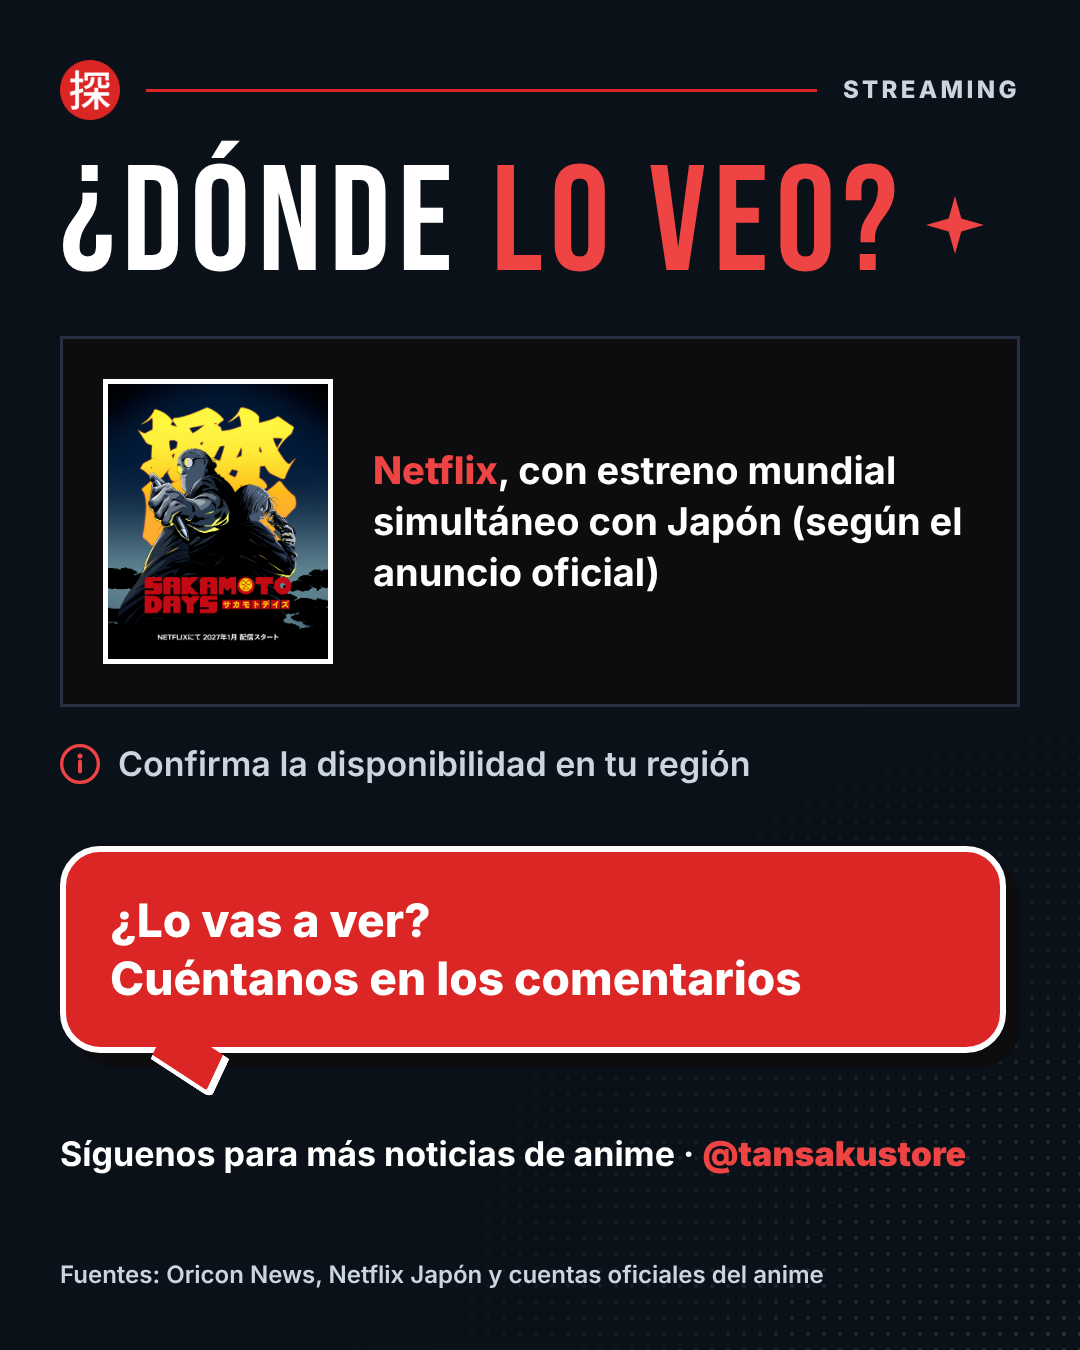 探
STREAMING
¿DÓNDE LO VEO?
坂本
SAKAMOTO
DAYS サカモトデイズ
NETFLIXにて 2027年1月 配信スタート
Netflix, con estreno mundial
simultáneo con Japón (según el
anuncio oficial)
Confirma la disponibilidad en tu región
¿Lo vas a ver?
Cuéntanos en los comentarios
Síguenos para más noticias de anime · @tansakustore
Fuentes: Oricon News, Netflix Japón y cuentas oficiales del anime